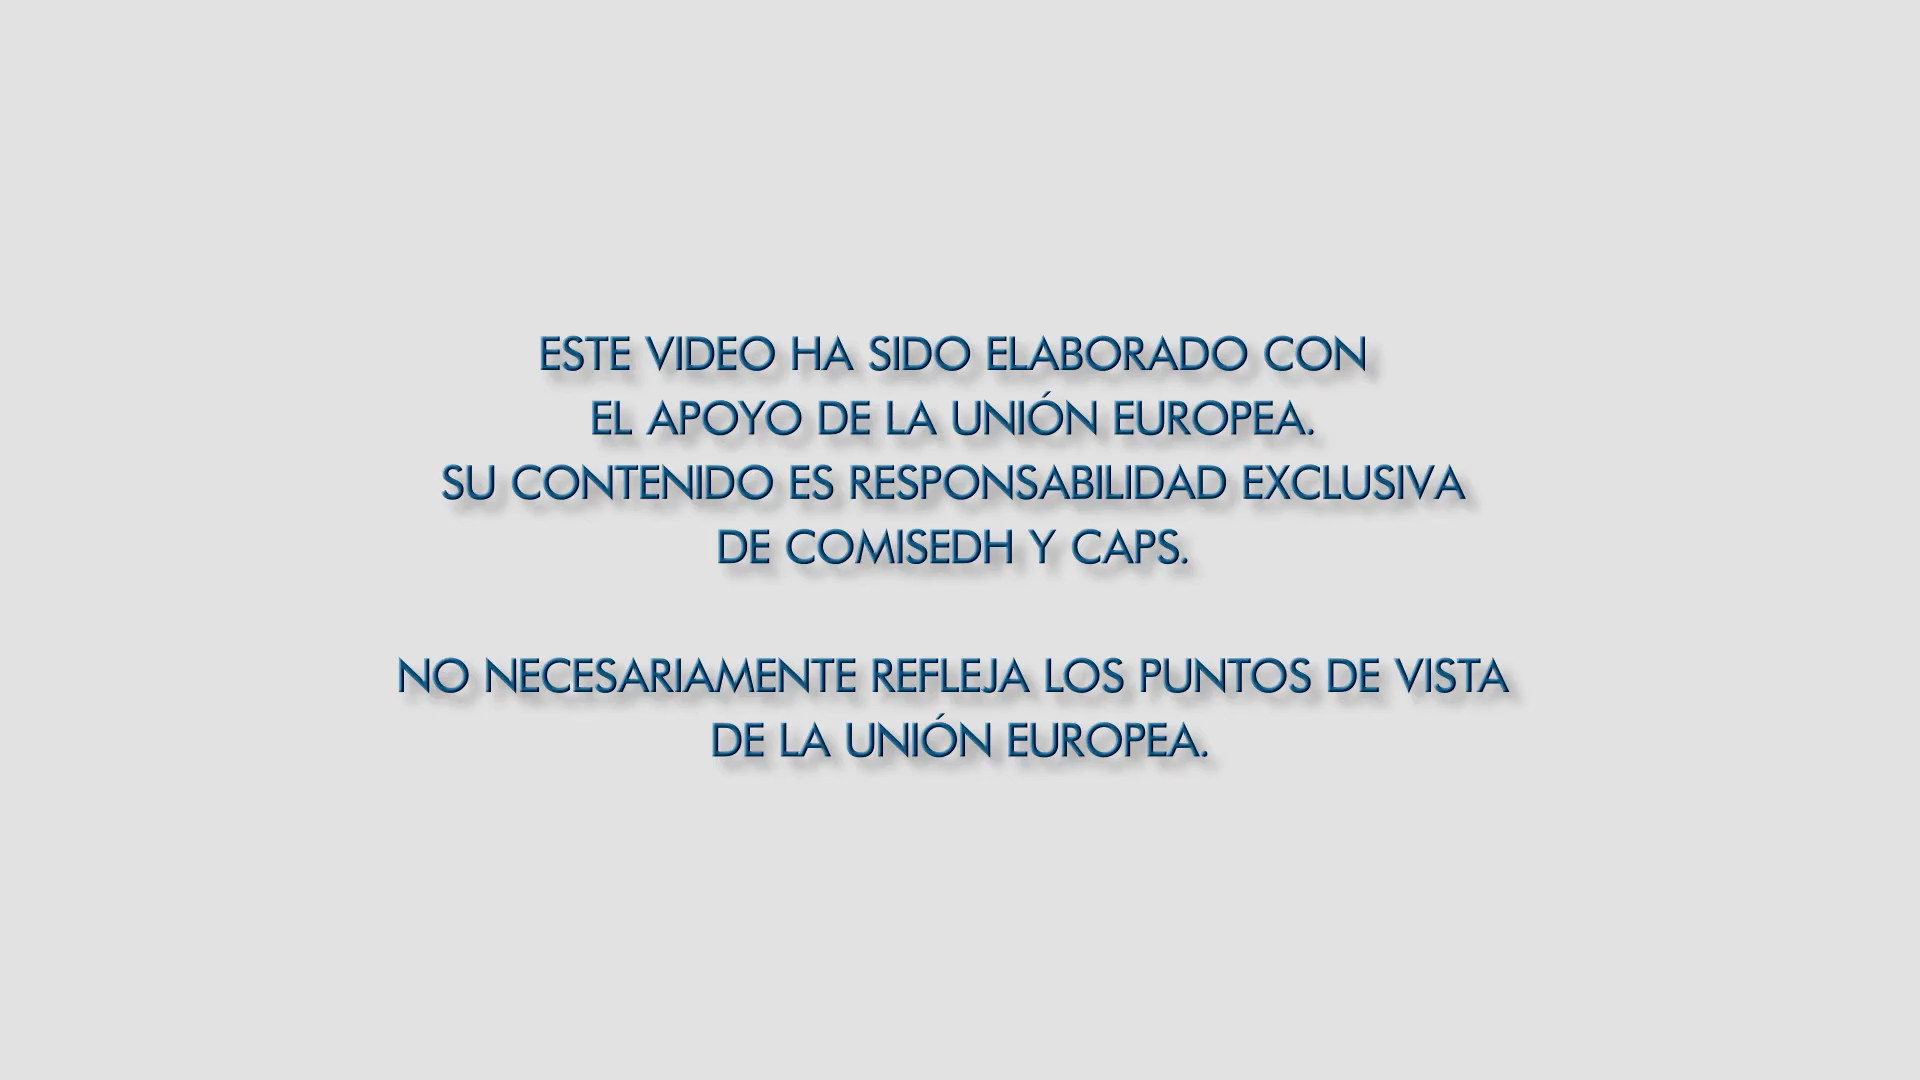 ESTE VIDEO HA SIDO ELABORADO CON
EL APOYO DE LA UNIÓN EUROPEA.
SU CONTENIDO ES RESPONSABILIDAD EXCLUSIVA
DE COMISEDH Y CAPS.
NO NECESARIAMENTE REFLEJA LOS PUNTOS DE VISTA
DE LA UNIÓN EUROPEA.